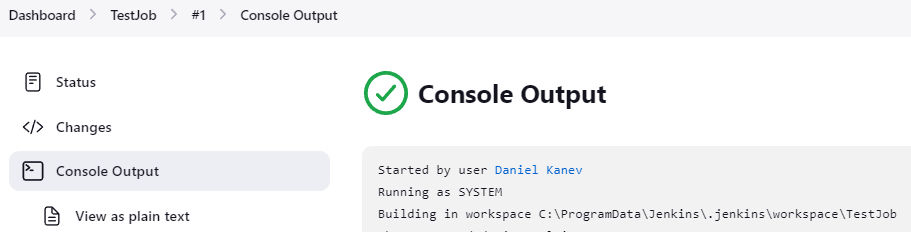 Dashboard > TestJob > #1 > Console Output
Status
Changes
Console Output
View as plain text
Console Output
Started by user Daniel Kanev
Running as SYSTEM
Building in workspace C:\ProgramData\Jenkins\.jenkins\workspace\TestJob